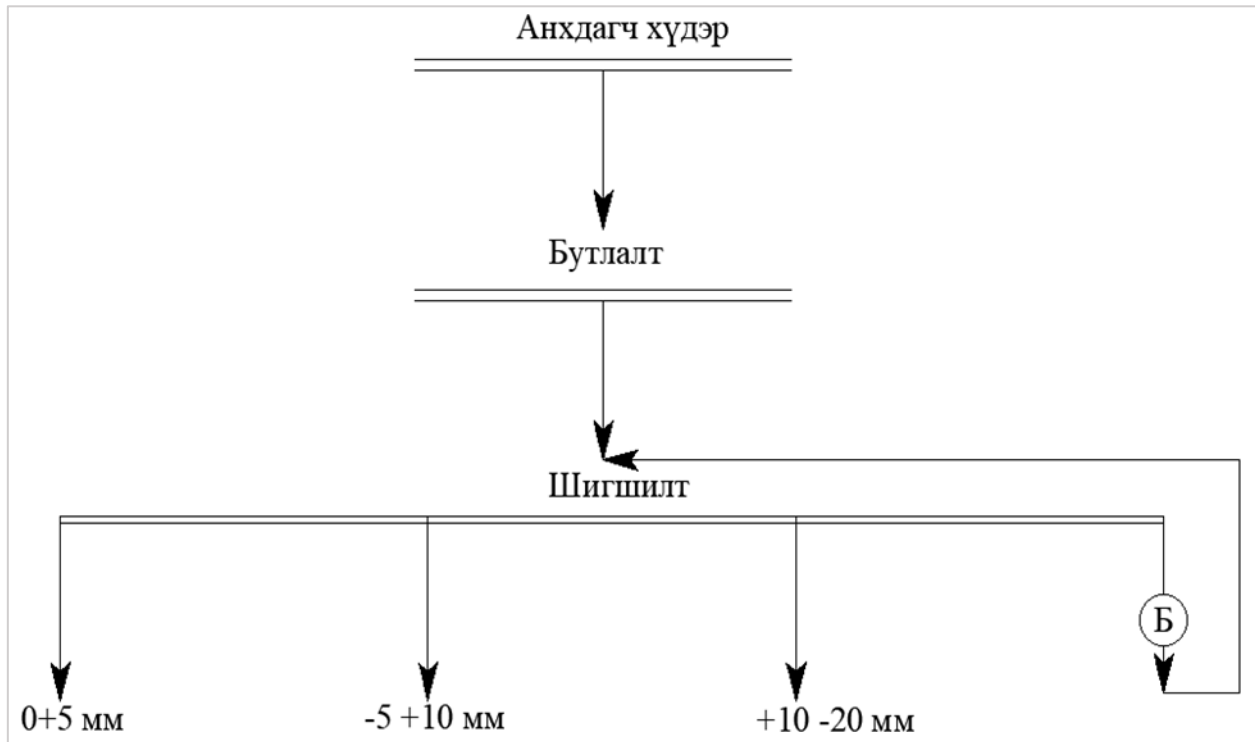 Анхдагч хүдэр
Бутлалт
Шигшилт
Б
0+5 мм
-5 +10 мм
+10 -20 мм